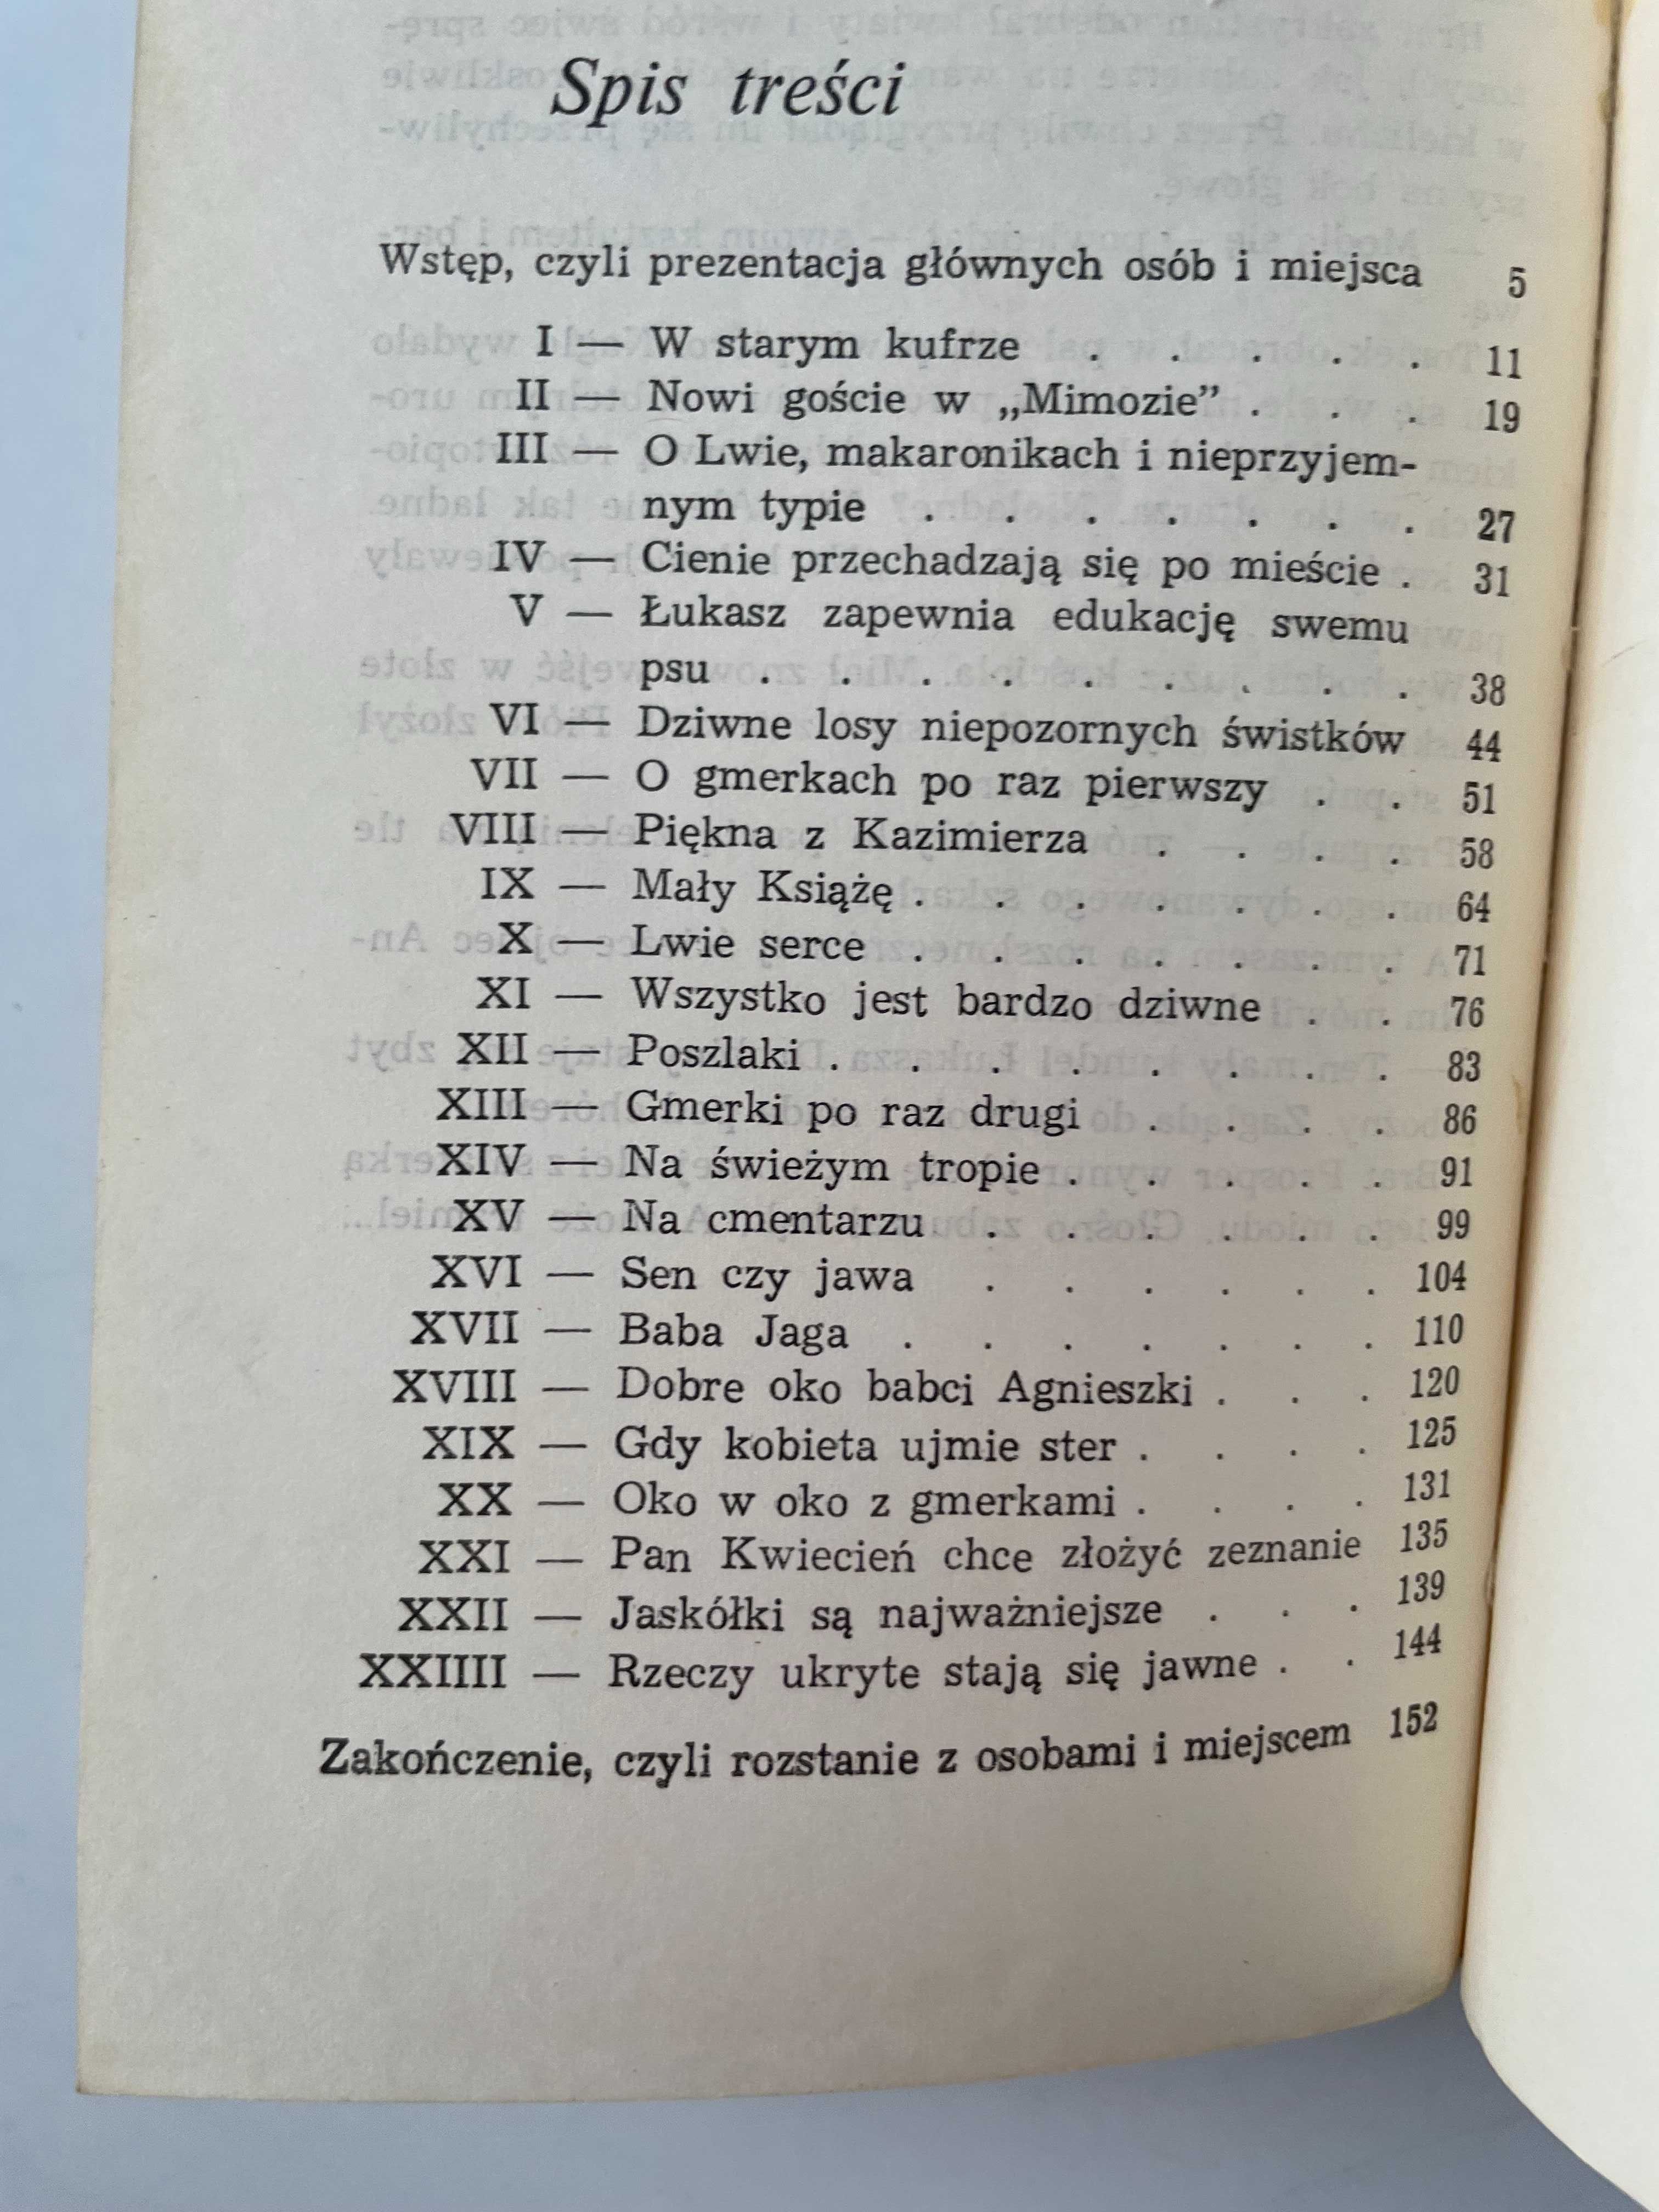 Spis treści
Wstęp, czyli prezentacja głównych osób i miejsca 5
I — W starym kufrze . . . . . 11
II — Nowi goście w „Mimozie” . . . 19
III — O Lwie, makaronikach i nieprzyjem-
nym typie . . . . . . . 27
IV — Cienie przechadzają się po mieście . 31
V — Łukasz zapewnia edukację swemu
psu . . . . . . . . . 38
VI — Dziwne losy niepozornych świstków 44
VII — O gmerkach po raz pierwszy . . 51
VIII — Piękna z Kazimierza . . . . 58
IX — Mały Książę . . . . . . . 64
X — Lwie serce . . . . . . . 71
XI — Wszystko jest bardzo dziwne . . 76
XII — Poszlaki . . . . . . . . 83
XIII — Gmerki po raz drugi . . . . 86
XIV — Na świeżym tropie . . . . . 91
XV — Na cmentarzu . . . . . . 99
XVI — Sen czy jawa . . . . . . 104
XVII — Baba Jaga . . . . . . . 110
XVIII — Dobre oko babci Agnieszki . . . 120
XIX — Gdy kobieta ujmie ster . . . . 125
XX — Oko w oko z gmerkami . . . . 131
XXI — Pan Kwiecień chce złożyć zeznanie 135
XXII — Jaskółki są najważniejsze . . . 139
XXIIII — Rzeczy ukryte stają się jawne . . 144
Zakończenie, czyli rozstanie z osobami i miejscem 152